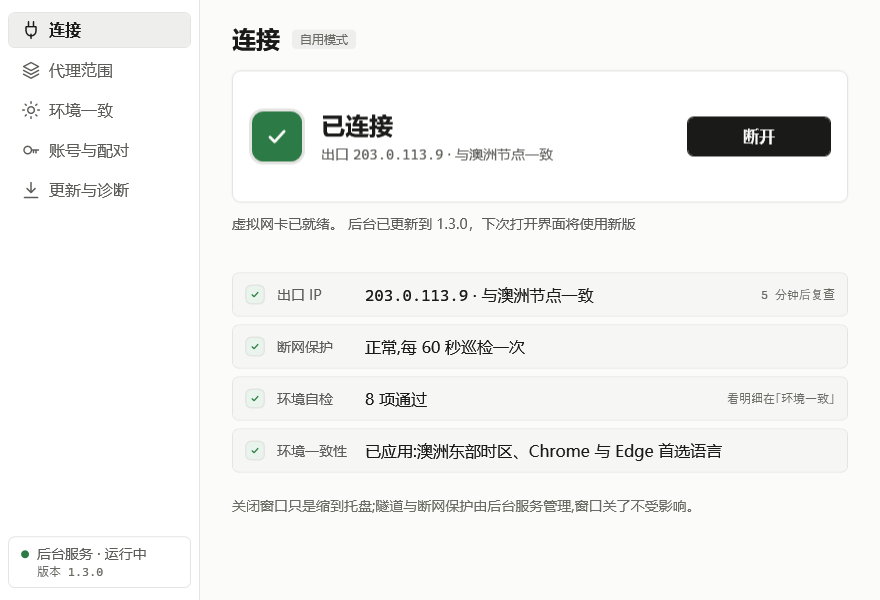 连接
代理范围
环境一致
账号与配对
更新与诊断
后台服务 · 运行中
版本 1.3.0
连接 自用模式
已连接
出口 203.0.113.9 · 与澳洲节点一致
断开
虚拟网卡已就绪。 后台已更新到 1.3.0，下次打开界面将使用新版
出口 IP 203.0.113.9 · 与澳洲节点一致 5 分钟后复查
断网保护 正常,每 60 秒巡检一次
环境自检 8 项通过 看明细在「环境一致」
环境一致性 已应用:澳洲东部时区、Chrome 与 Edge 首选语言
关闭窗口只是缩到托盘;隧道与断网保护由后台服务管理,窗口关了不受影响。